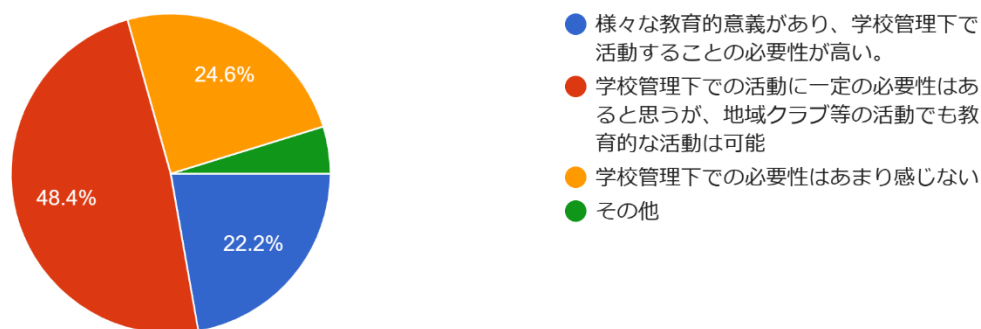 24.6%
48.4%
22.2%
様々な教育的意義があり、学校管理下で
活動することの必要性が高い。
学校管理下での活動に一定の必要性はあ
ると思うが、地域クラブ等の活動でも教
育的な活動は可能
学校管理下での必要性はあまり感じない
その他